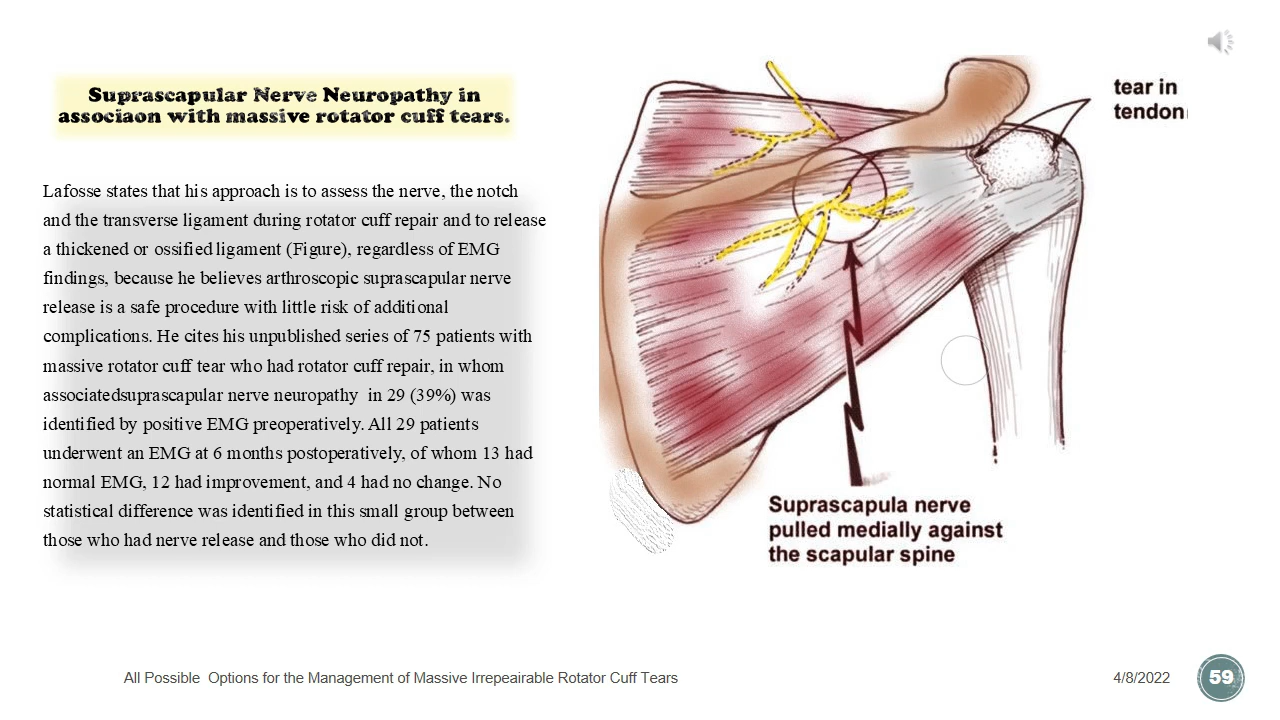 Suprascapular Nerve Neuropathy in
associaon with massive rotator cuff tears.
Lafosse states that his approach is to assess the nerve, the notch
and the transverse ligament during rotator cuff repair and to release
a thickened or ossified ligament (Figure), regardless of EMG
findings, because he believes arthroscopic suprascapular nerve
release is a safe procedure with little risk of additional
complications. He cites his unpublished series of 75 patients with
massive rotator cuff tear who had rotator cuff repair, in whom
associatedsuprascapular nerve neuropathy in 29 (39%) was
identified by positive EMG preoperatively. All 29 patients
underwent an EMG at 6 months postoperatively, of whom 13 had
normal EMG, 12 had improvement, and 4 had no change. No
statistical difference was identified in this small group between
those who had nerve release and those who did not.
tear in
tendon
Suprascapula nerve
pulled medially against
the scapular spine
All Possible Options for the Management of Massive Irrepeairable Rotator Cuff Tears
4/8/2022
59